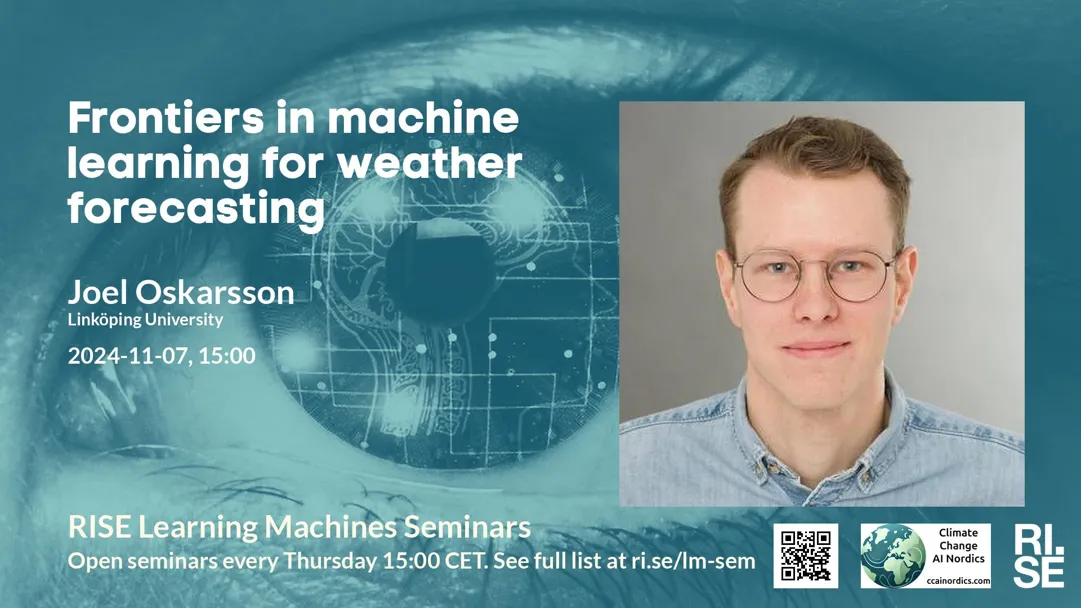 Frontiers in machine
learning for weather
forecasting
Joel Oskarsson
Linköping University
2024-11-07, 15:00
RISE Learning Machines Seminars
Open seminars every Thursday 15:00 CET. See full list at ri.se/lm-sem
Climate
Change
AI Nordics
ccainordics.com
RI.
SE